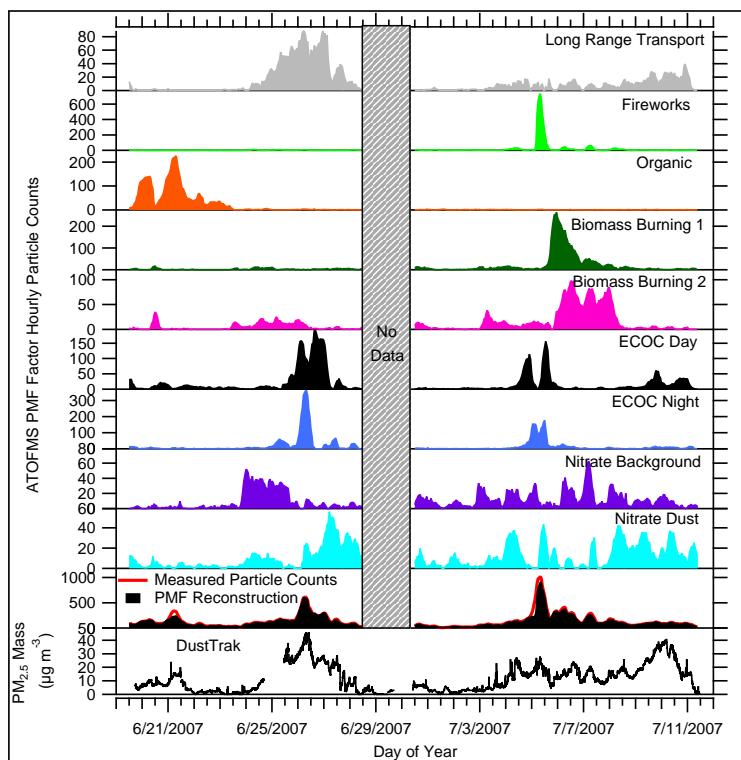 80
60
40
20
0
Long Range Transport
600
400
200
0
Fireworks
200
100
0
Organic
200
100
0
Biomass Burning 1
100
50
0
Biomass Burning 2
150
100
50
0
ECOC Day
300
200
100
0
ECOC Night
80
60
40
20
0
Nitrate Background
60
40
20
0
Nitrate Dust
1000
500
0
Measured Particle Counts
PMF Reconstruction
50
40
30
20
10
0
DustTrak
No
Data
ATOFMS PMF Factor Hourly Particle Counts
PM2.5 Mass
(µg m -3)
6/21/2007 6/25/2007 6/29/2007 7/3/2007 7/7/2007 7/11/2007
Day of Year